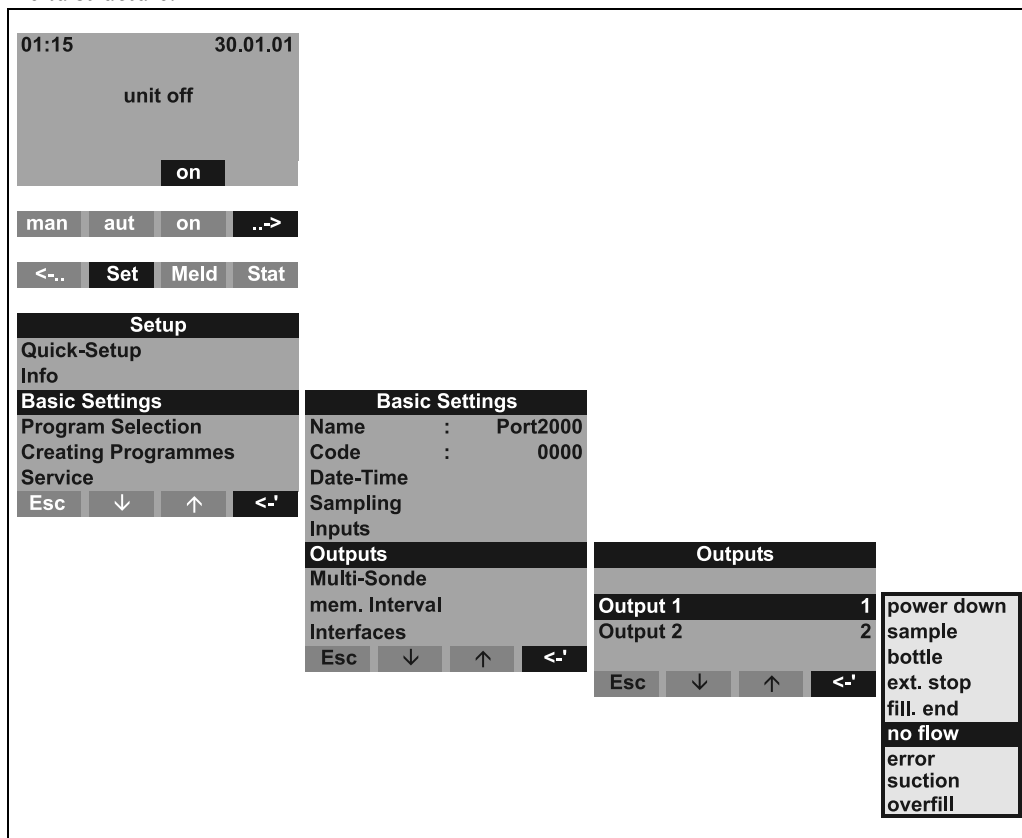 01:15 30.01.01
unit off
on
man aut on ..->
<-.. Set Meld Stat
Setup
Quick-Setup
Info
Basic Settings
Program Selection
Creating Programmes
Service
Esc ↓ ↑ <-'
Basic Settings
Name : Port2000
Code : 0000
Date-Time
Sampling
Inputs
Outputs
Multi-Sonde
mem. Interval
Interfaces
Esc ↓ ↑ <-'
Outputs
Output 1 1
Output 2 2
Esc ↓ ↑ <-'
power down
sample
bottle
ext. stop
fill. end
no flow
error
suction
overfill